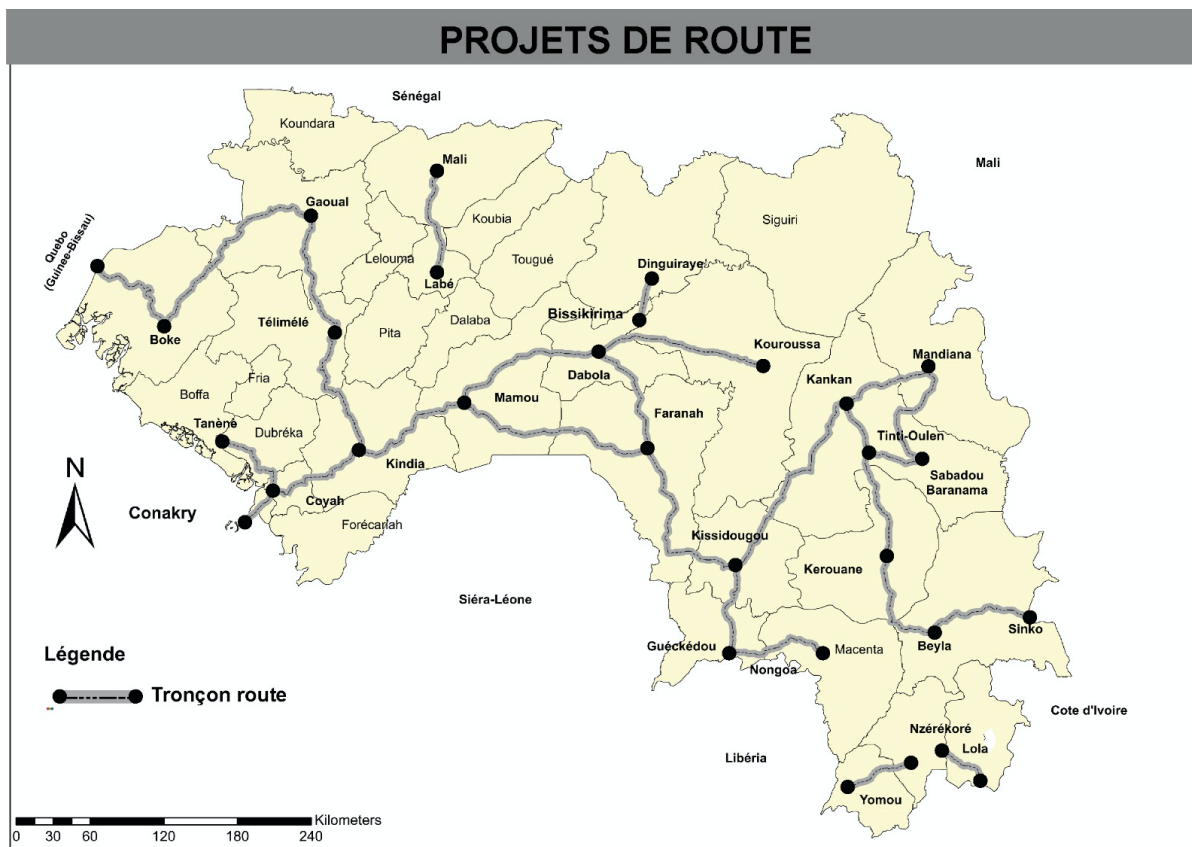 PROJETS DE ROUTE
Sénégal
Koundara
Mali
Mali
Gaoual
Koubia
Siguiri
Quebo
(Guinee-Bissau)
Lelouma
Tougué
Dinguiraye
Labé
Bissikirima
Télimélé
Dalaba
Boke
Pita
Kouroussa
Mandiana
Dabola
Kankan
Fria
Boffa
Mamou
Faranah
Tanènè
Dubréka
Tinti-Oulen
N
Kindia
Sabadou
Baranama
Coyah
Conakry
Forécariah
Kissidougou
Kerouane
Siéra-Léone
Sinko
Légende
Guéckédou
Macenta
Beyla
Nongoa
Tronçon route
Cote d'Ivoire
Nzérékoré
Lola
Libéria
Yomou
Kilometers
0 30 60 120 180 240